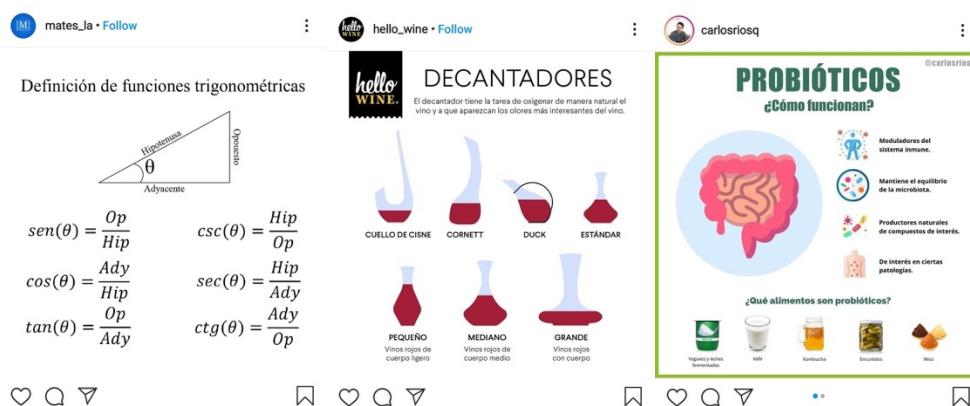 mates_la • Follow
Definición de funciones trigonométricas
Hipotenusa
Opouesto
θ
Adyacente
sen(θ) = Op/Hip
csc(θ) = Hip/Op
cos(θ) = Ady/Hip
sec(θ) = Hip/Ady
tan(θ) = Op/Ady
ctg(θ) = Ady/Op
hello_wine • Follow
hello
WINE.
DECANTADORES
El decantador tiene la tarea de oxigenar de manera natural el
vino y a que aparezcan los olores más interesantes del vino.
CUELLO DE CISNE
CORNETT
DUCK
ESTÁNDAR
PEQUEÑO
Vinos rojos de
cuerpo ligero
MEDIANO
Vinos rojos de
cuerpo medio
GRANDE
Vinos rojos
con cuerpo
carlosriosq
PROBIÓTICOS
¿Cómo funcionan?
Moduladores del
sistema inmune.
Mantiene el equilibrio
de la microbiota.
Productores naturales
de compuestos de interés.
De interés en ciertas
patologías.
¿Qué alimentos son probióticos?
Yogures y leches
fermentadas
Kéfir
Kombucha
Encurtidos
Miso